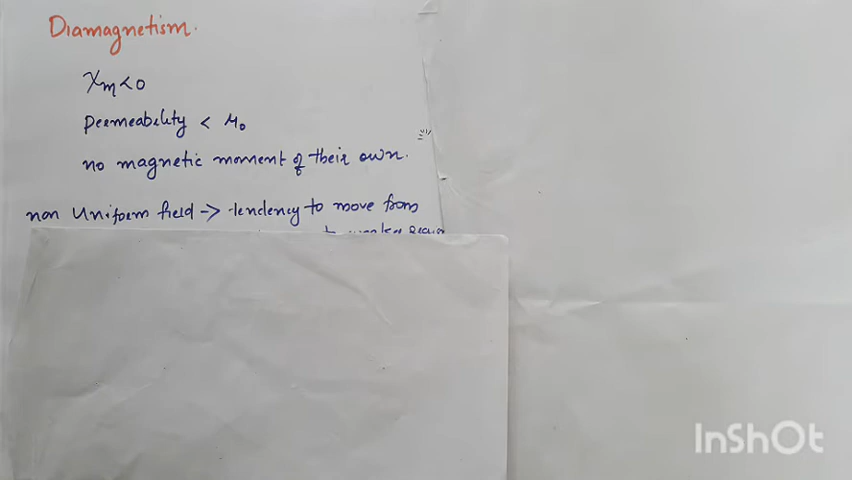 Diamagnetism.
χm < 0
permeability < μ0
no magnetic moment of their own.
non Uniform field -> tendency to move from
InShOt